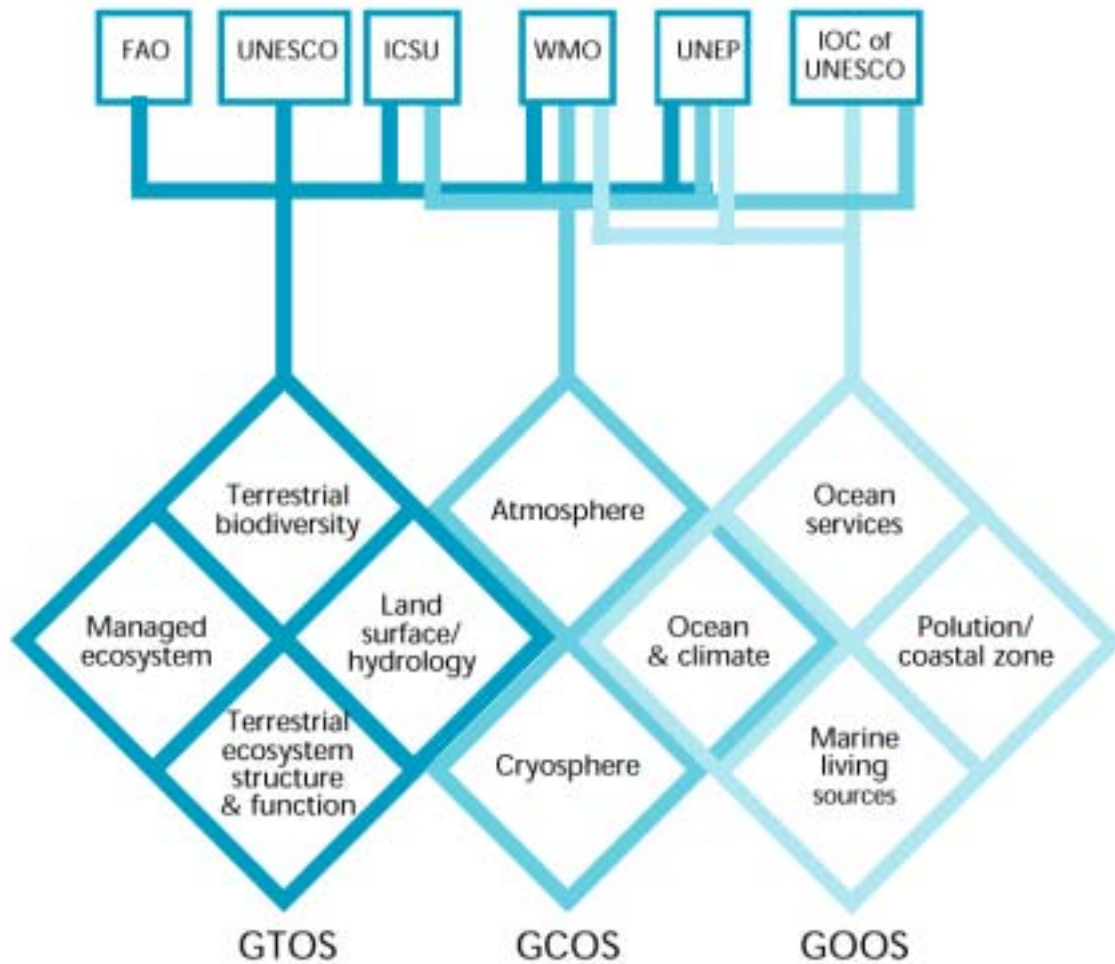 FAO
UNESCO
ICSU
WMO
UNEP
IOC of
UNESCO
Terrestrial
biodiversity
Atmosphere
Ocean
services
Managed
ecosystem
Land
surface/
hydrology
Ocean
& climate
Polution/
coastal zone
Terrestrial
ecosystem
structure
& function
Cryosphere
Marine
living
sources
GTOS
GCOS
GOOS